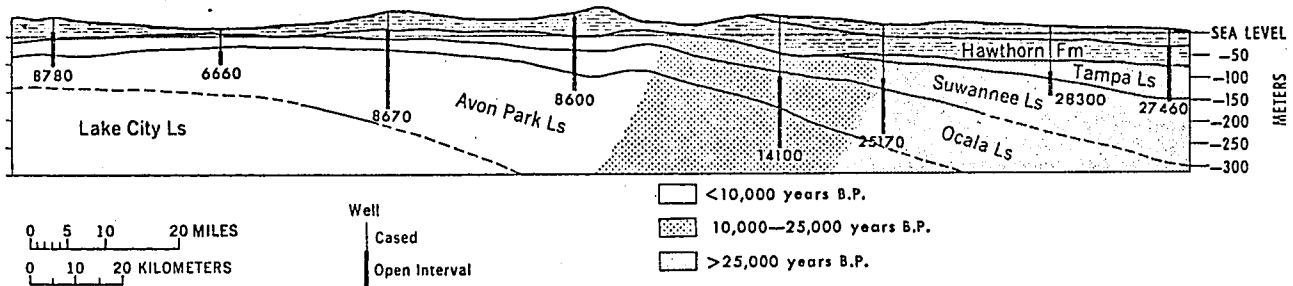 SEA LEVEL
-50
-100
-150
-200
-250
-300
METERS
Hawthorn Fm
Tampa Ls
Suwannee Ls
Ocala Ls
Avon Park Ls
Lake City Ls
8780
6660
8670
8600
14100
25170
28300
27460
0 5 10 20 MILES
0 10 20 KILOMETERS
Well
Cased
Open Interval
<10,000 years B.P.
10,000—25,000 years B.P.
>25,000 years B.P.